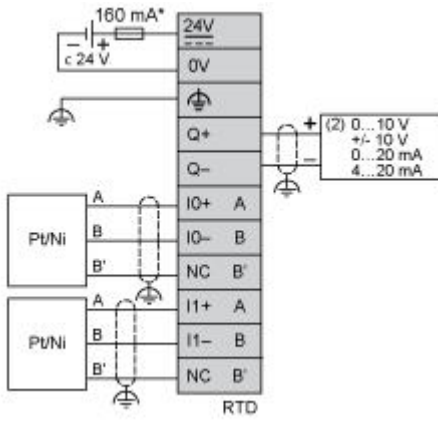 160 mA*
24V
c 24 V
0V
Q+
(2) 0...10 V
+/- 10 V
0...20 mA
4...20 mA
Q–
A I0+ A
Pt/Ni B I0– B
B' NC B'
A I1+ A
Pt/Ni B I1– B
B' NC B'
RTD